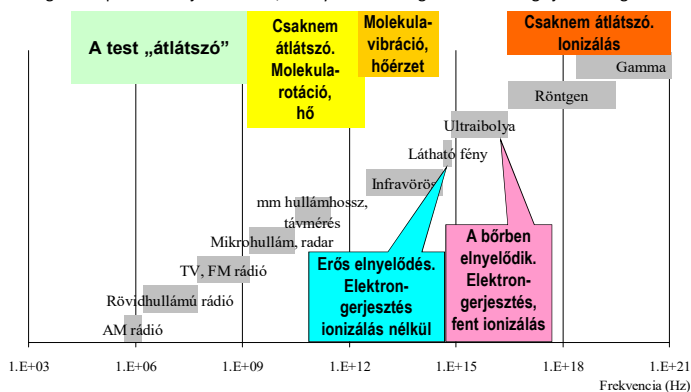 A test „átlátszó”
Csaknem
átlátszó.
Molekula-
rotáció,
hő
Molekula-
vibráció,
hőérzet
Csaknem átlátszó.
Ionizálás
Gamma
Röntgen
Ultraibolya
Látható fény
Infravörös
mm hullámhossz,
távmérés
Mikrohullám, radar
TV, FM rádió
Rövidhullámú rádió
AM rádió
Erős elnyelődés.
Elektron-
gerjesztés
ionizálás nélkül
A bőrben
elnyelődik.
Elektron-
gerjesztés,
fent ionizálás
1.E+03 1.E+06 1.E+09 1.E+12 1.E+15 1.E+18 1.E+21
Frekvencia (Hz)